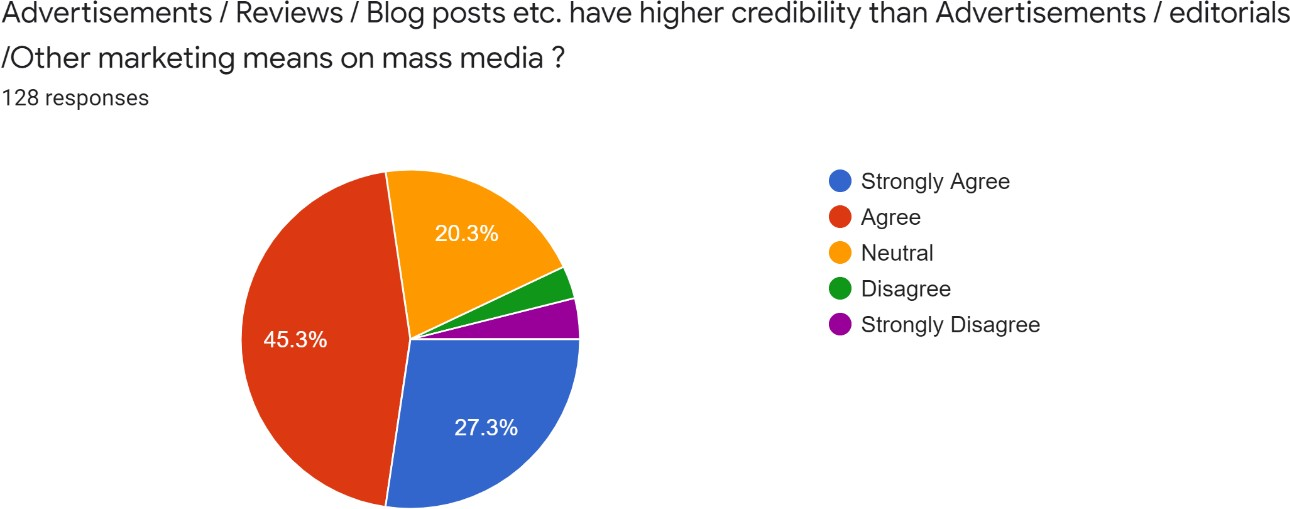 Advertisements / Reviews / Blog posts etc. have higher credibility than Advertisements / editorials
/Other marketing means on mass media ?
128 responses
20.3%
45.3%
27.3%
Strongly Agree
Agree
Neutral
Disagree
Strongly Disagree